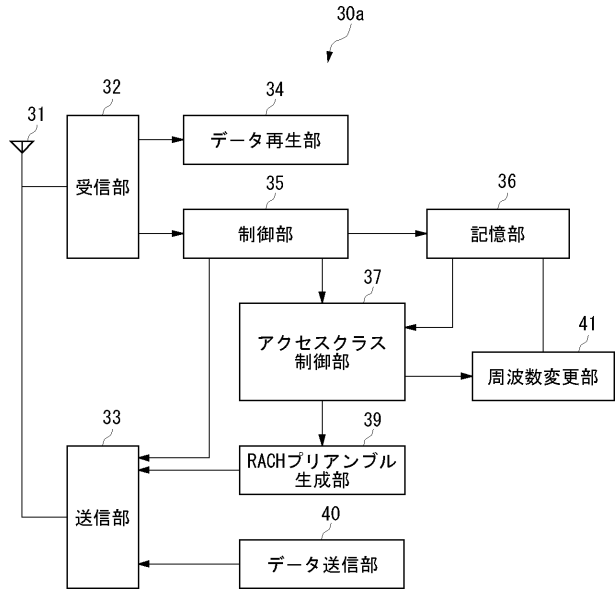 30a
31
32
受信部
34
データ再生部
35
制御部
36
記憶部
37
アクセスクラス
制御部
41
周波数変更部
33
送信部
39
RACHプリアンブル
生成部
40
データ送信部